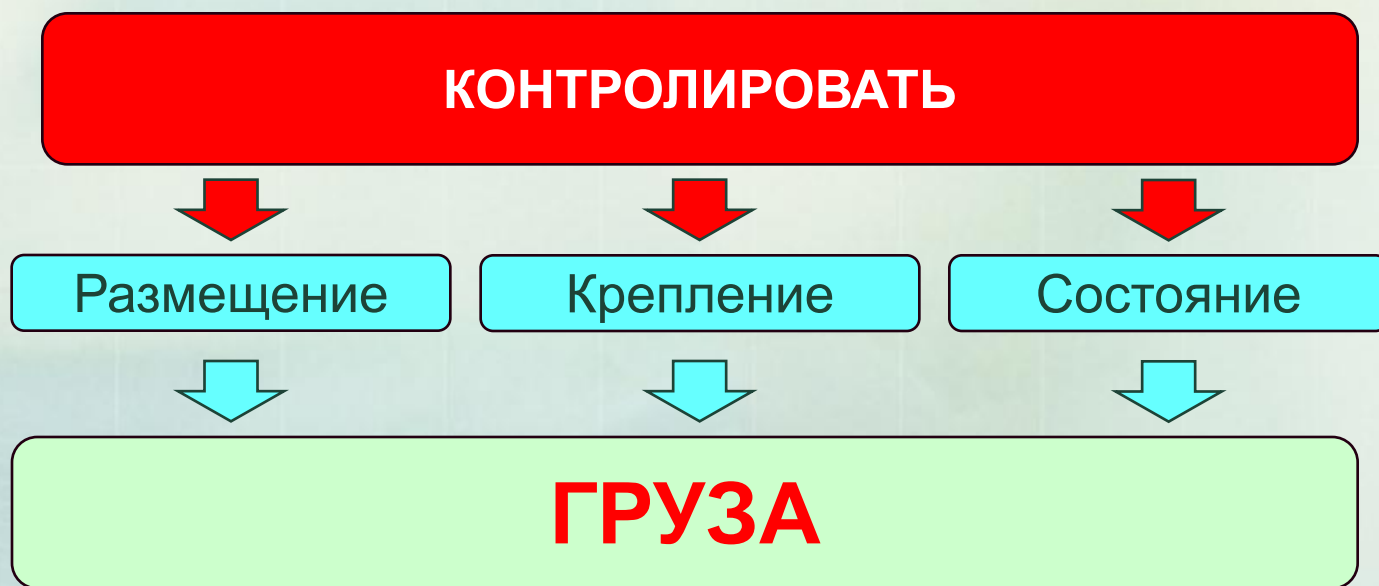 КОНТРОЛИРОВАТЬ
Размещение
Крепление
Состояние
ГРУЗА